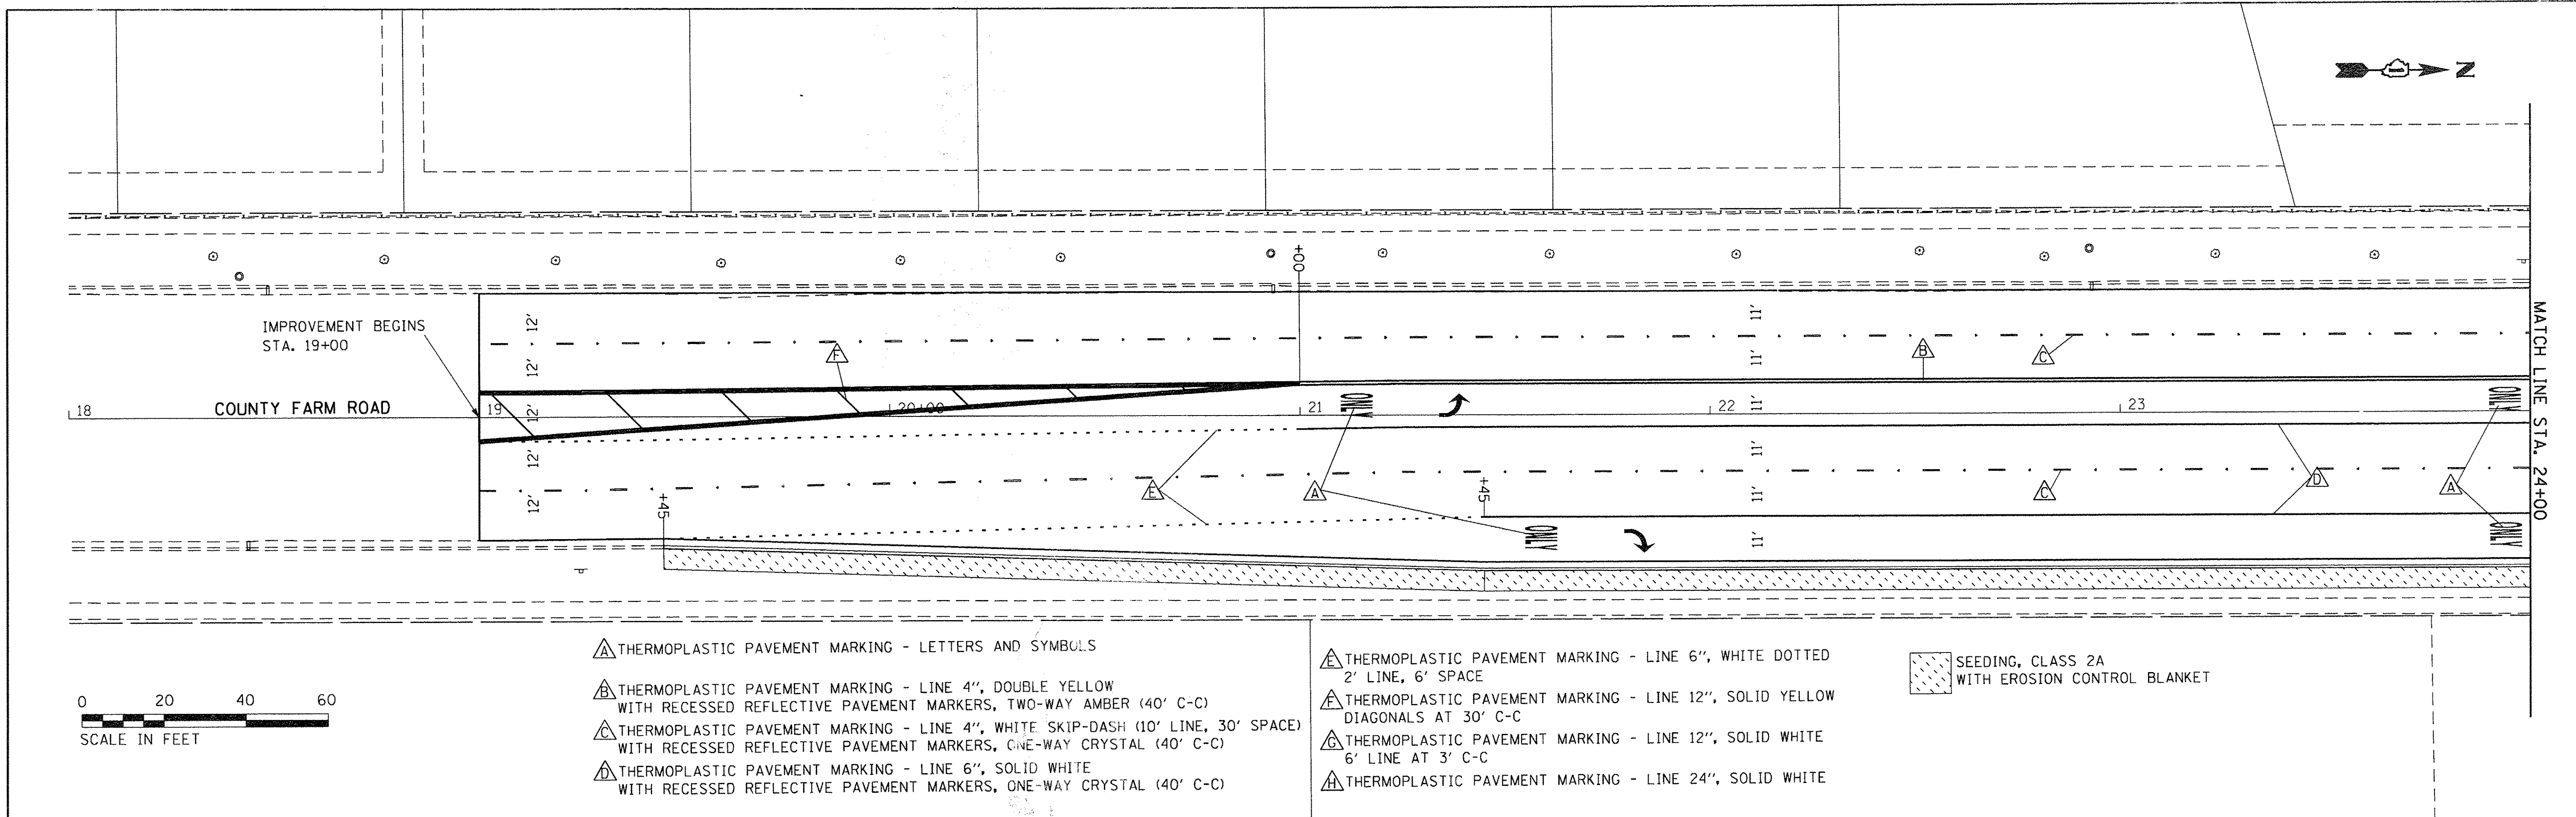 N
+00
12'
11'
IMPROVEMENT BEGINS
STA. 19+00
12'
F
11'
B
C
MATCH LINE STA. 24+00
18
COUNTY FARM ROAD
19
12'
20+00
21
ONLY
22
11'
23
ONLY
12'
11'
+45
12'
E
A
+45
11'
C
D
A
ONLY
11'
ONLY
A THERMOPLASTIC PAVEMENT MARKING - LETTERS AND SYMBOLS
B THERMOPLASTIC PAVEMENT MARKING - LINE 4", DOUBLE YELLOW
WITH RECESSED REFLECTIVE PAVEMENT MARKERS, TWO-WAY AMBER (40' C-C)
C THERMOPLASTIC PAVEMENT MARKING - LINE 4", WHITE SKIP-DASH (10' LINE, 30' SPACE)
WITH RECESSED REFLECTIVE PAVEMENT MARKERS, ONE-WAY CRYSTAL (40' C-C)
D THERMOPLASTIC PAVEMENT MARKING - LINE 6", SOLID WHITE
WITH RECESSED REFLECTIVE PAVEMENT MARKERS, ONE-WAY CRYSTAL (40' C-C)
E THERMOPLASTIC PAVEMENT MARKING - LINE 6", WHITE DOTTED
2' LINE, 6' SPACE
F THERMOPLASTIC PAVEMENT MARKING - LINE 12", SOLID YELLOW
DIAGONALS AT 30' C-C
G THERMOPLASTIC PAVEMENT MARKING - LINE 12", SOLID WHITE
6' LINE AT 3' C-C
H THERMOPLASTIC PAVEMENT MARKING - LINE 24", SOLID WHITE
SEEDING, CLASS 2A
WITH EROSION CONTROL BLANKET
0 20 40 60
SCALE IN FEET